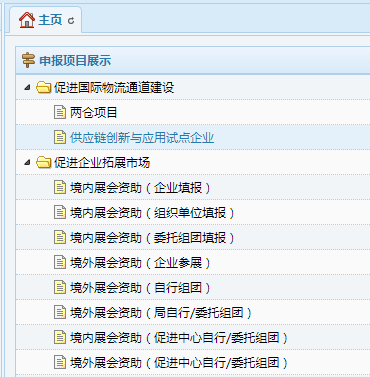 主页
申报项目展示
促进国际物流通道建设
两仓项目
供应链创新与应用试点企业
促进企业拓展市场
境内展会资助（企业填报）
境内展会资助（组织单位填报）
境内展会资助（委托组团填报）
境外展会资助（企业参展）
境外展会资助（自行组团）
境外展会资助（局自行/委托组团）
境内展会资助（促进中心自行/委托组团）
境外展会资助（促进中心自行/委托组团）